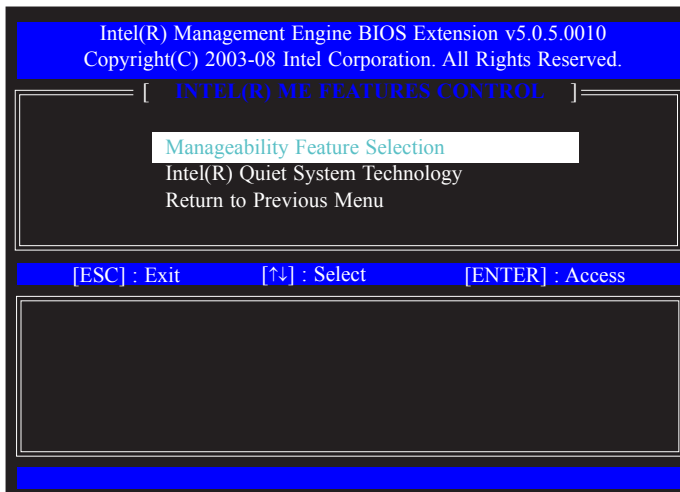 Intel(R) Management Engine BIOS Extension v5.0.5.0010
Copyright(C) 2003-08 Intel Corporation. All Rights Reserved.
[ INTEL(R) ME FEATURES CONTROL ]
Manageability Feature Selection
Intel(R) Quiet System Technology
Return to Previous Menu
[ESC] : Exit [↑↓] : Select [ENTER] : Access